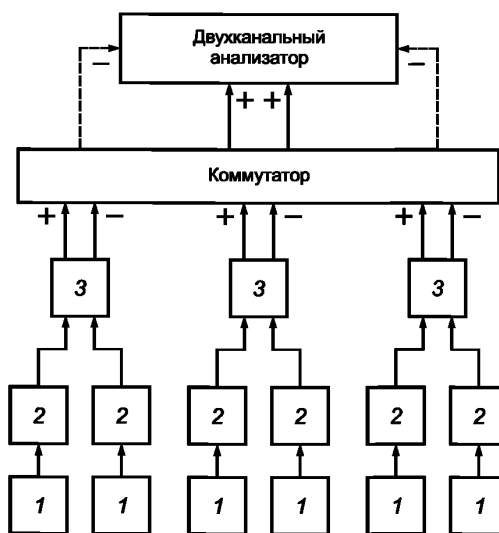 Двухканальный
анализатор
– –
+ +
Коммутатор
+ – + – + –
3 3 3
2 2 2 2 2 2
1 1 1 1 1 1